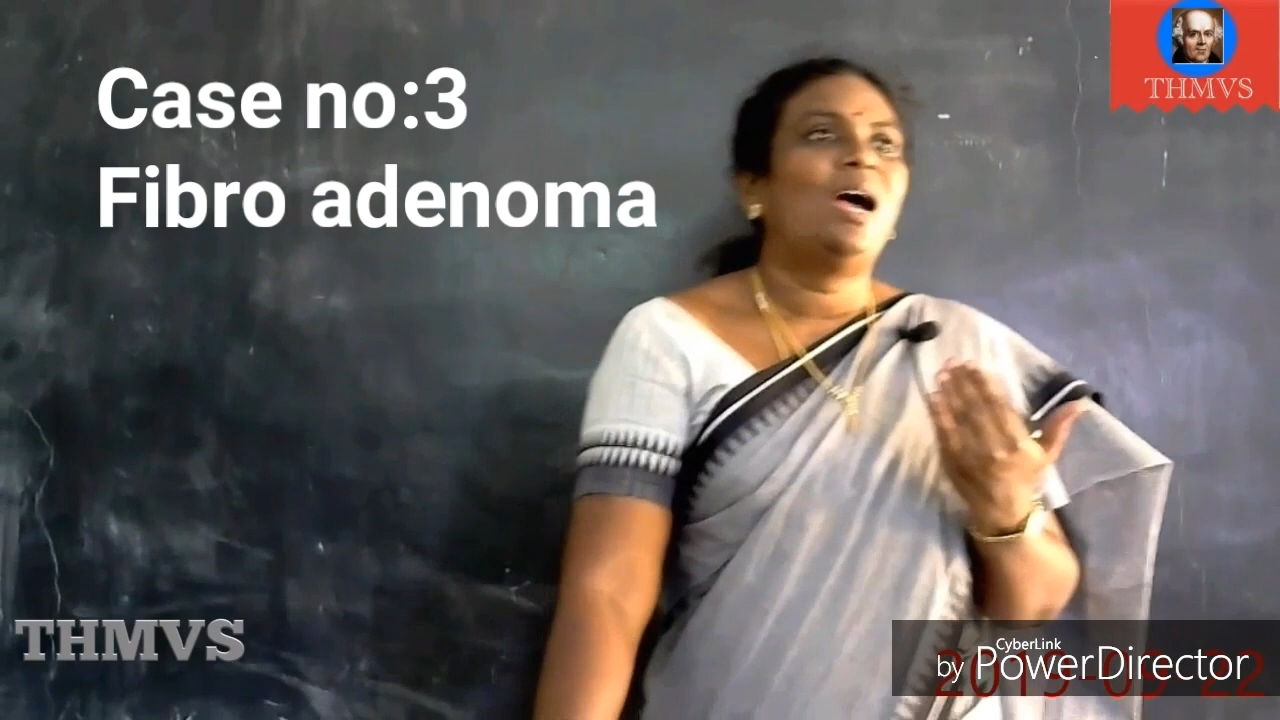 Case no:3
Fibro adenoma
THMVS
THMVS
CyberLink
by PowerDirector